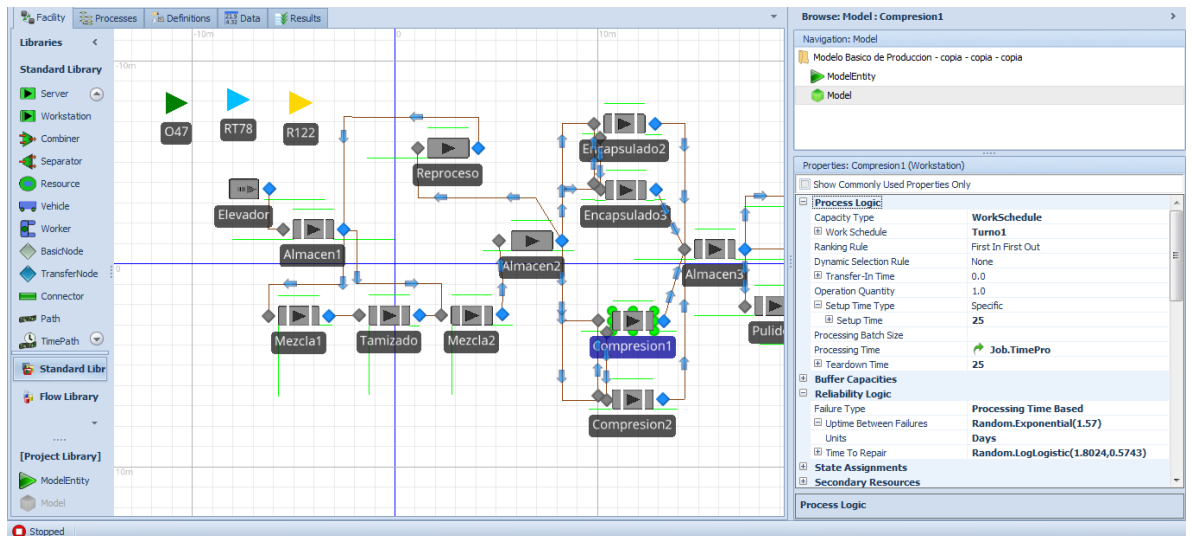 Facility Processes Definitions Data Results
Libraries <
Standard Library
Server
Workstation
Combiner
Separator
Resource
Vehicle
Worker
BasicNode
TransferNode
Connector
Path
TimePath
Standard Libr
Flow Library
[Project Library]
ModelEntity
Model
Stopped
-10m 0 10m
-10m
0
10m
O47
RT78
R122
Encapsulado2
Reproceso
Elevador
Encapsulado3
Almacen1
Almacen2
Almacen3
Mezcla1
Tamizado
Mezcla2
Compresion1
Pulido
Compresion2
Browse: Model : Compresion1 >
Navigation: Model
Modelo Basico de Produccion - copia - copia - copia
ModelEntity
Model
Properties: Compresion1 (Workstation)
Show Commonly Used Properties Only
Process Logic
Capacity Type WorkSchedule
Work Schedule Turno1
Ranking Rule First In First Out
Dynamic Selection Rule None
Transfer-In Time 0.0
Operation Quantity 1.0
Setup Time Type Specific
Setup Time 25
Processing Batch Size
Processing Time Job.TimePro
Teardown Time 25
Buffer Capacities
Reliability Logic
Failure Type Processing Time Based
Uptime Between Failures Random.Exponential(1.57)
Units Days
Time To Repair Random.LogLogistic(1.8024,0.5743)
State Assignments
Secondary Resources
Process Logic